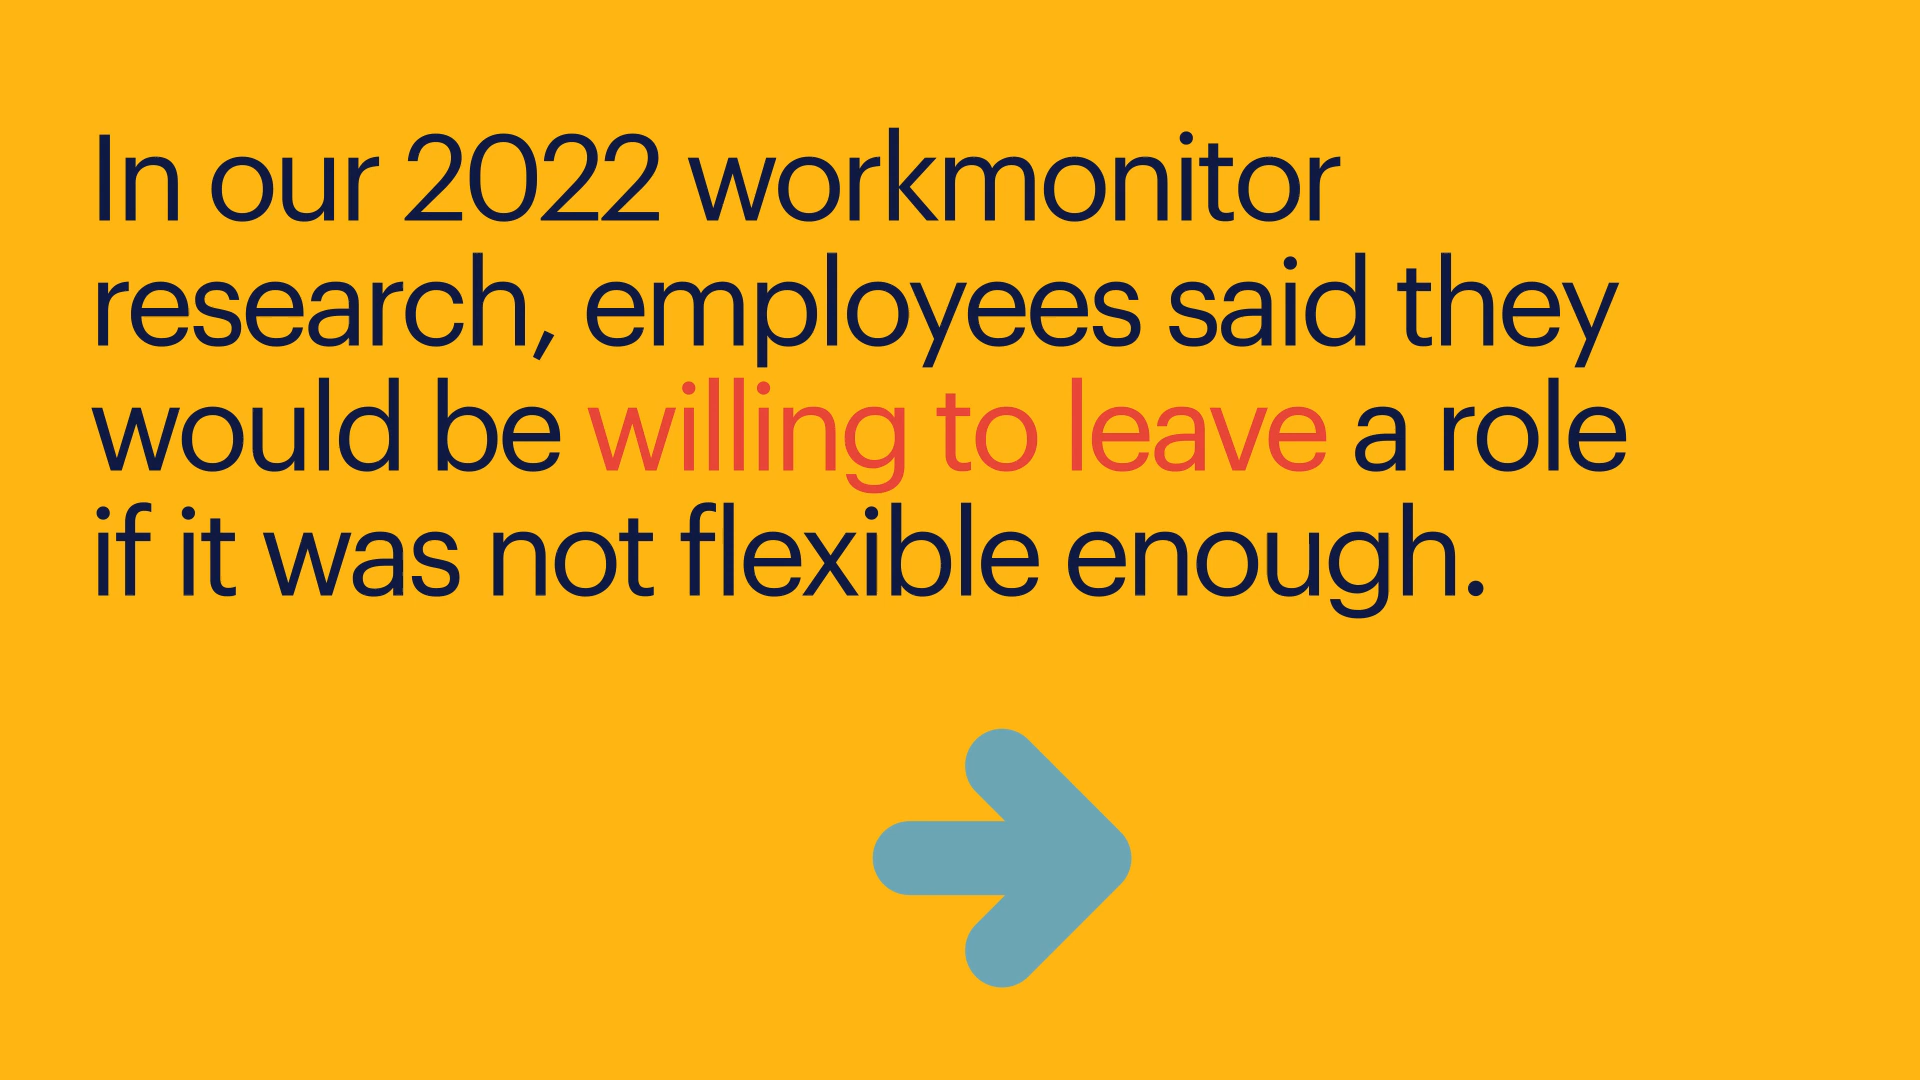 In our 2022 workmonitor
research, employees said they
would be willing to leave a role
if it was not flexible enough.